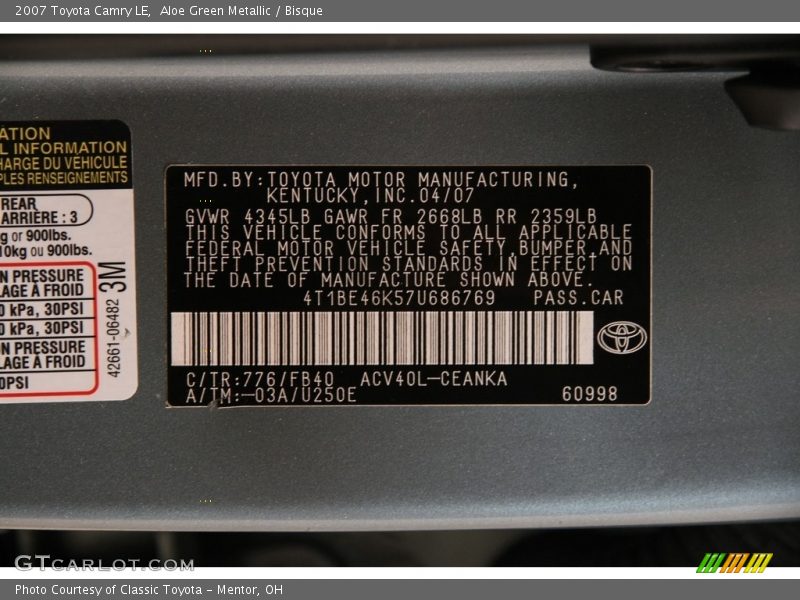 2007 Toyota Camry LE,  Aloe Green Metallic / Bisque
ATION
L INFORMATION
HARGE DU VÉHICULE
PLES RENSEIGNEMENTS
REAR
ARRIÈRE : 3
g or 900lbs.
10kg ou 900lbs.
N PRESSURE
LAGE À FROID
0 kPa, 30PSI
0 kPa, 30PSI
N PRESSURE
LAGE À FROID
0PSI
42661-06482 3M
MFD.BY:TOYOTA MOTOR MANUFACTURING,
KENTUCKY,INC.04/07
GVWR 4345LB GAWR FR 2668LB RR 2359LB
THIS VEHICLE CONFORMS TO ALL APPLICABLE
FEDERAL MOTOR VEHICLE SAFETY,BUMPER,AND
THEFT PREVENTION STANDARDS IN EFFECT ON
THE DATE OF MANUFACTURE SHOWN ABOVE.
4T1BE46K57U686769 PASS.CAR
C/TR:776/FB40 ACV40L-CEANKA
A/TM:-03A/U250E 60998
GTCARLOT.COM
Photo Courtesy of Classic Toyota - Mentor, OH